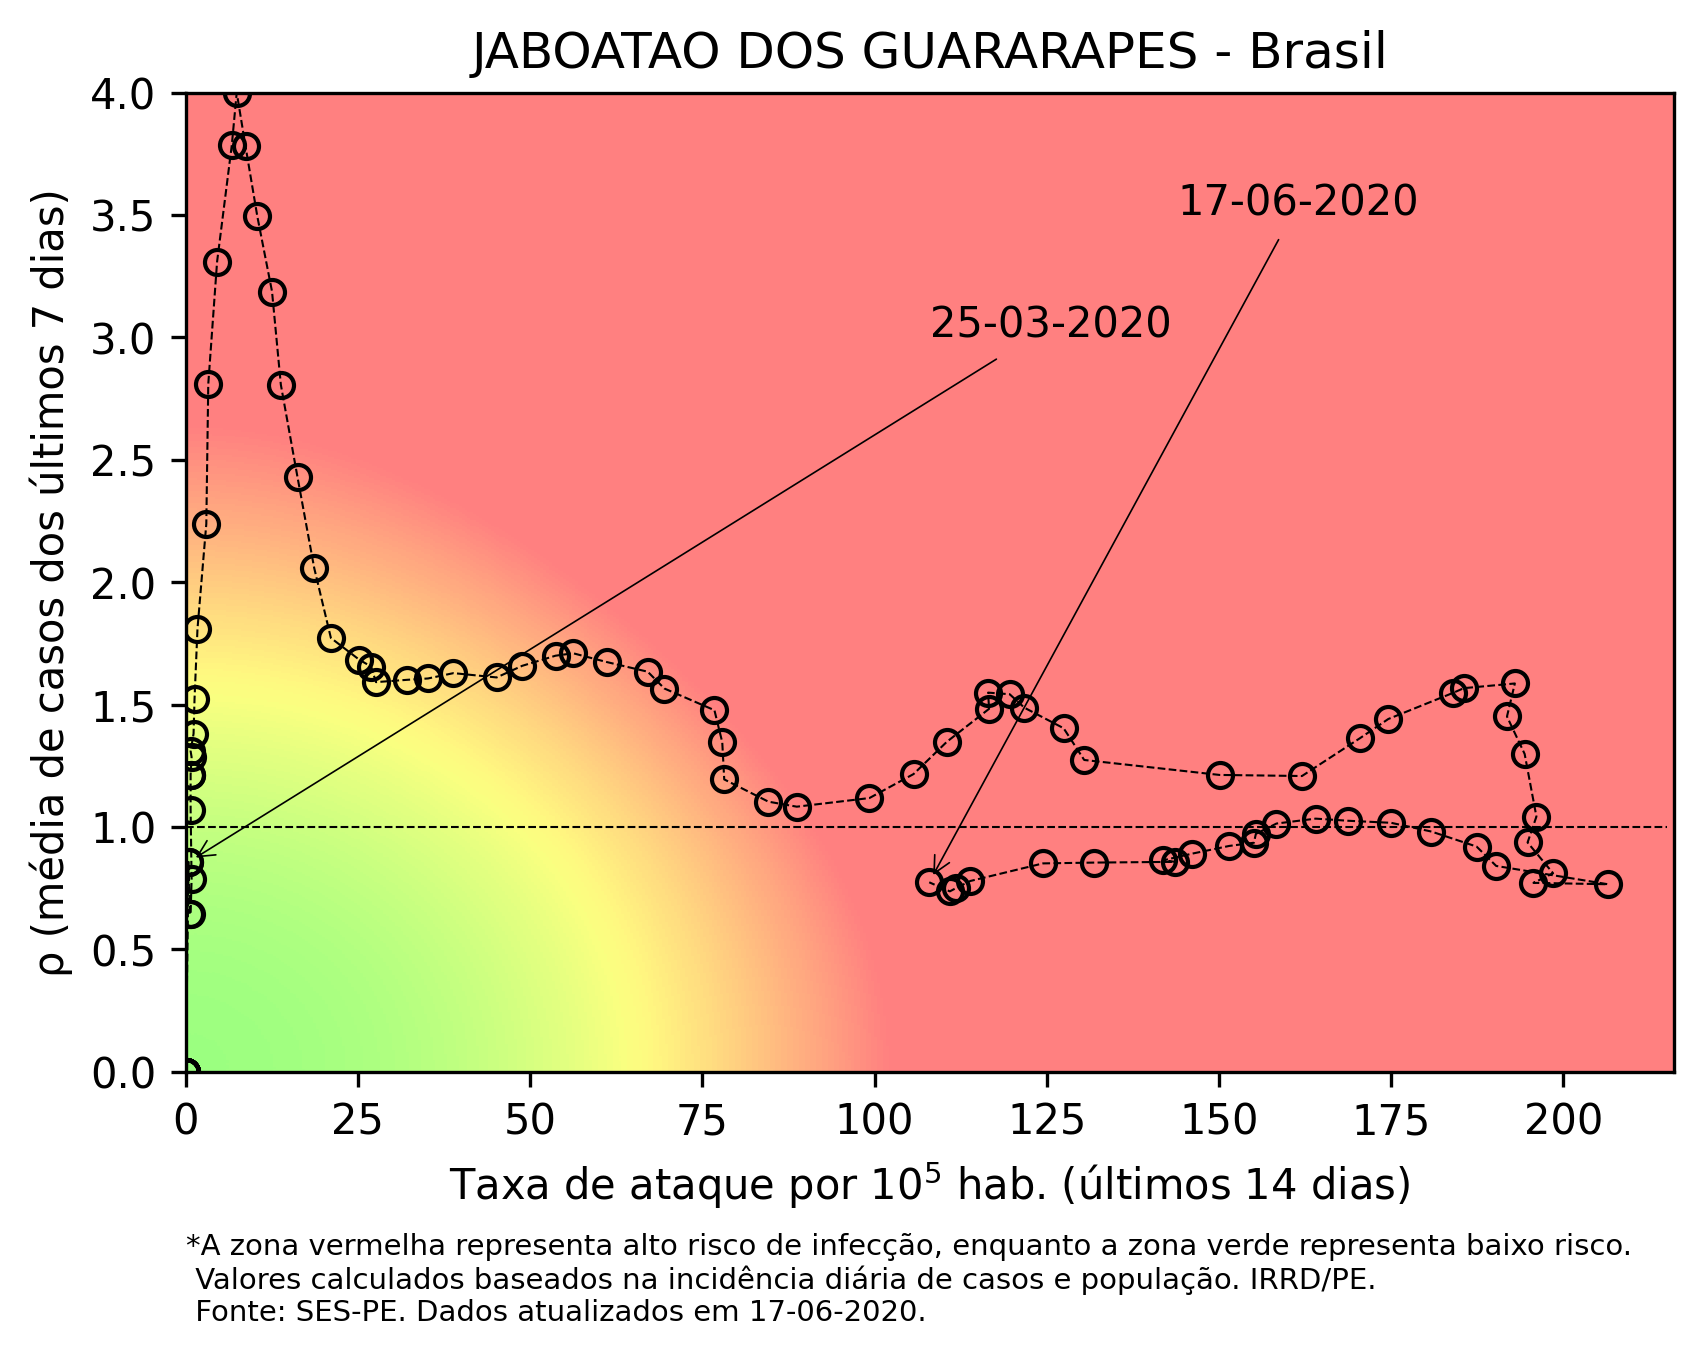 JABOATAO DOS GUARARAPES - Brasil
4.0
3.5
3.0
2.5
2.0
1.5
1.0
0.5
0.0
ρ (média de casos dos últimos 7 dias)
17-06-2020
25-03-2020
0 25 50 75 100 125 150 175 200
Taxa de ataque por 10⁵ hab. (últimos 14 dias)
*A zona vermelha representa alto risco de infecção, enquanto a zona verde representa baixo risco.
Valores calculados baseados na incidência diária de casos e população. IRRD/PE.
Fonte: SES-PE. Dados atualizados em 17-06-2020.